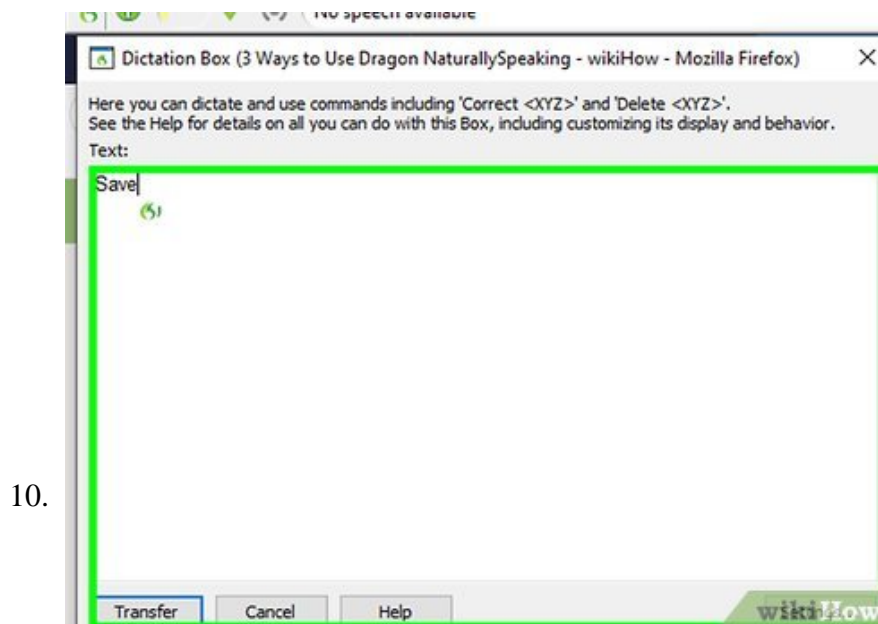 No speech available
Dictation Box (3 Ways to Use Dragon NaturallySpeaking - wikiHow - Mozilla Firefox)
Here you can dictate and use commands including 'Correct <XYZ>' and 'Delete <XYZ>'.
See the Help for details on all you can do with this Box, including customizing its display and behavior.
Text:
Save
10.
Transfer Cancel Help wikiHow